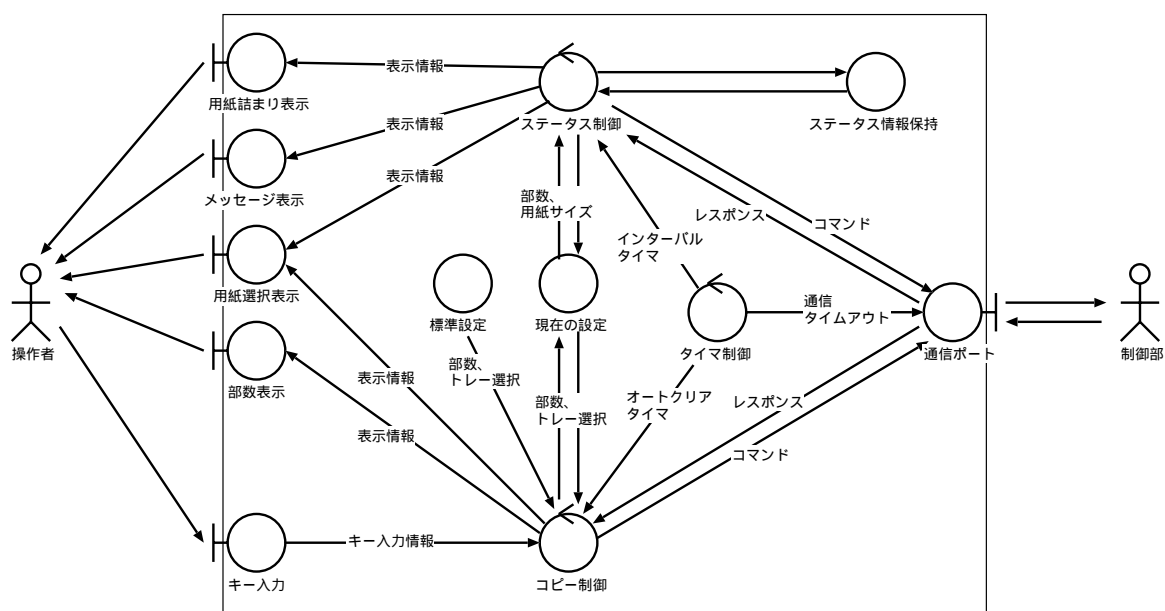 表示情報
用紙詰まり表示
表示情報
ステータス制御
ステータス情報保持
表示情報
メッセージ表示
部数、
用紙サイズ
レスポンス
コマンド
インターバル
タイマ
用紙選択表示
標準設定
現在の設定
通信
タイムアウト
操作者
タイマ制御
通信ポート
制御部
部数、
トレー選択
表示情報
部数表示
部数、
トレー選択
オートクリア
タイマ
レスポンス
表示情報
コマンド
キー入力情報
キー入力
コピー制御